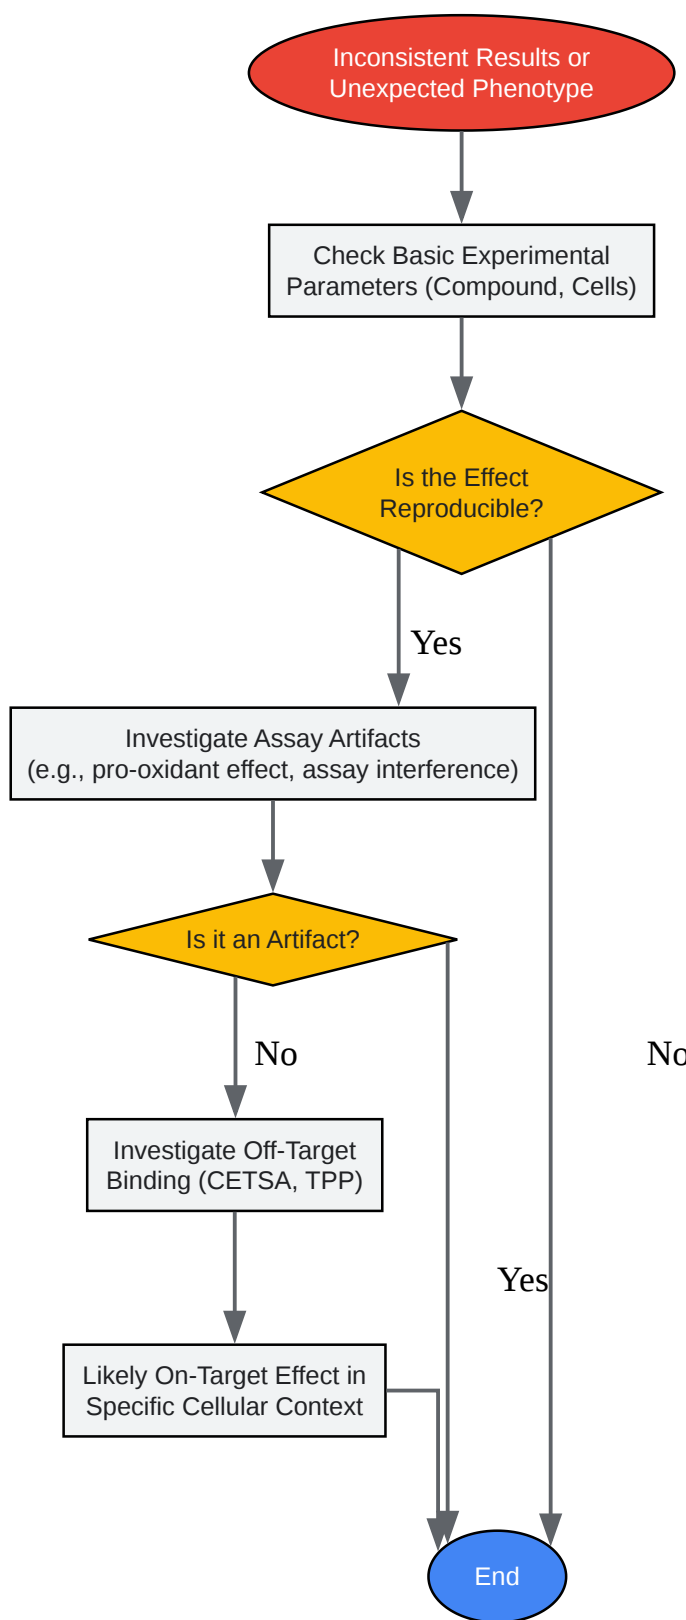 Inconsistent Results or
Unexpected Phenotype
Check Basic Experimental
Parameters (Compound, Cells)
Is the Effect
Reproducible?
Yes
Investigate Assay Artifacts
(e.g., pro-oxidant effect, assay interference)
Is it an Artifact?
No
No
Investigate Off-Target
Binding (CETSA, TPP)
Yes
Likely On-Target Effect in
Specific Cellular Context
End